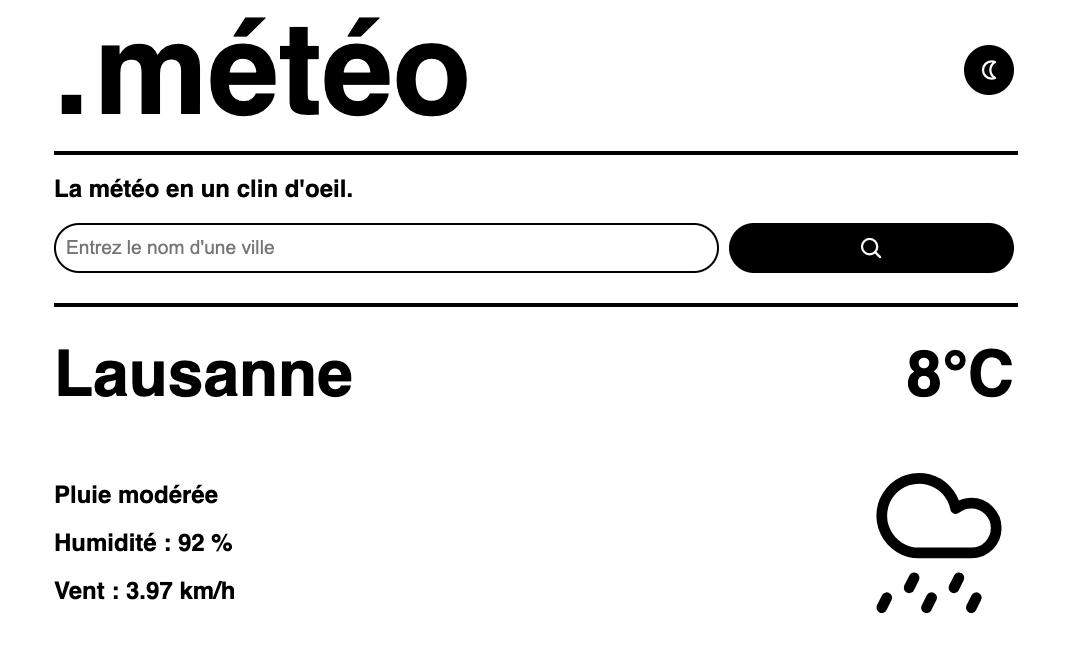 .météo
La météo en un clin d'oeil.
Entrez le nom d'une ville
Lausanne
8°C
Pluie modérée
Humidité : 92 %
Vent : 3.97 km/h